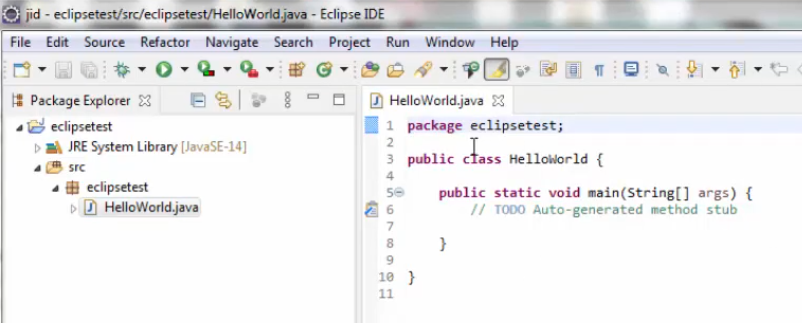 jid - eclipsetest/src/eclipsetest/HelloWorld.java - Eclipse IDE
File Edit Source Refactor Navigate Search Project Run Window Help
Package Explorer
eclipsetest
JRE System Library [JavaSE-14]
src
eclipsetest
HelloWorld.java
HelloWorld.java
1 package eclipsetest;
2
3 public class HelloWorld {
4
5 public static void main(String[] args) {
6 // TODO Auto-generated method stub
7
8 }
9
10 }
11